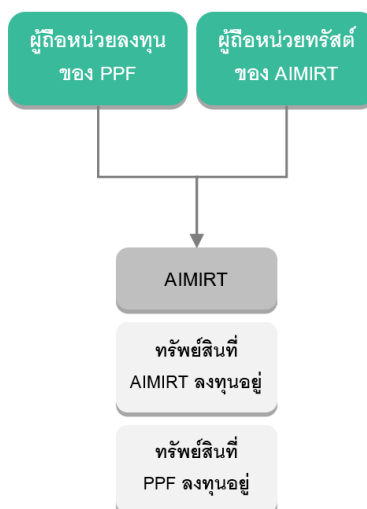 ผู้ถือหน่วยลงทุน
ของ PPF
ผู้ถือหน่วยทรัสต์
ของ AIMIRT
AIMIRT
ทรัพย์สินที่
AIMIRT ลงทุนอยู่
ทรัพย์สินที่
PPF ลงทุนอยู่